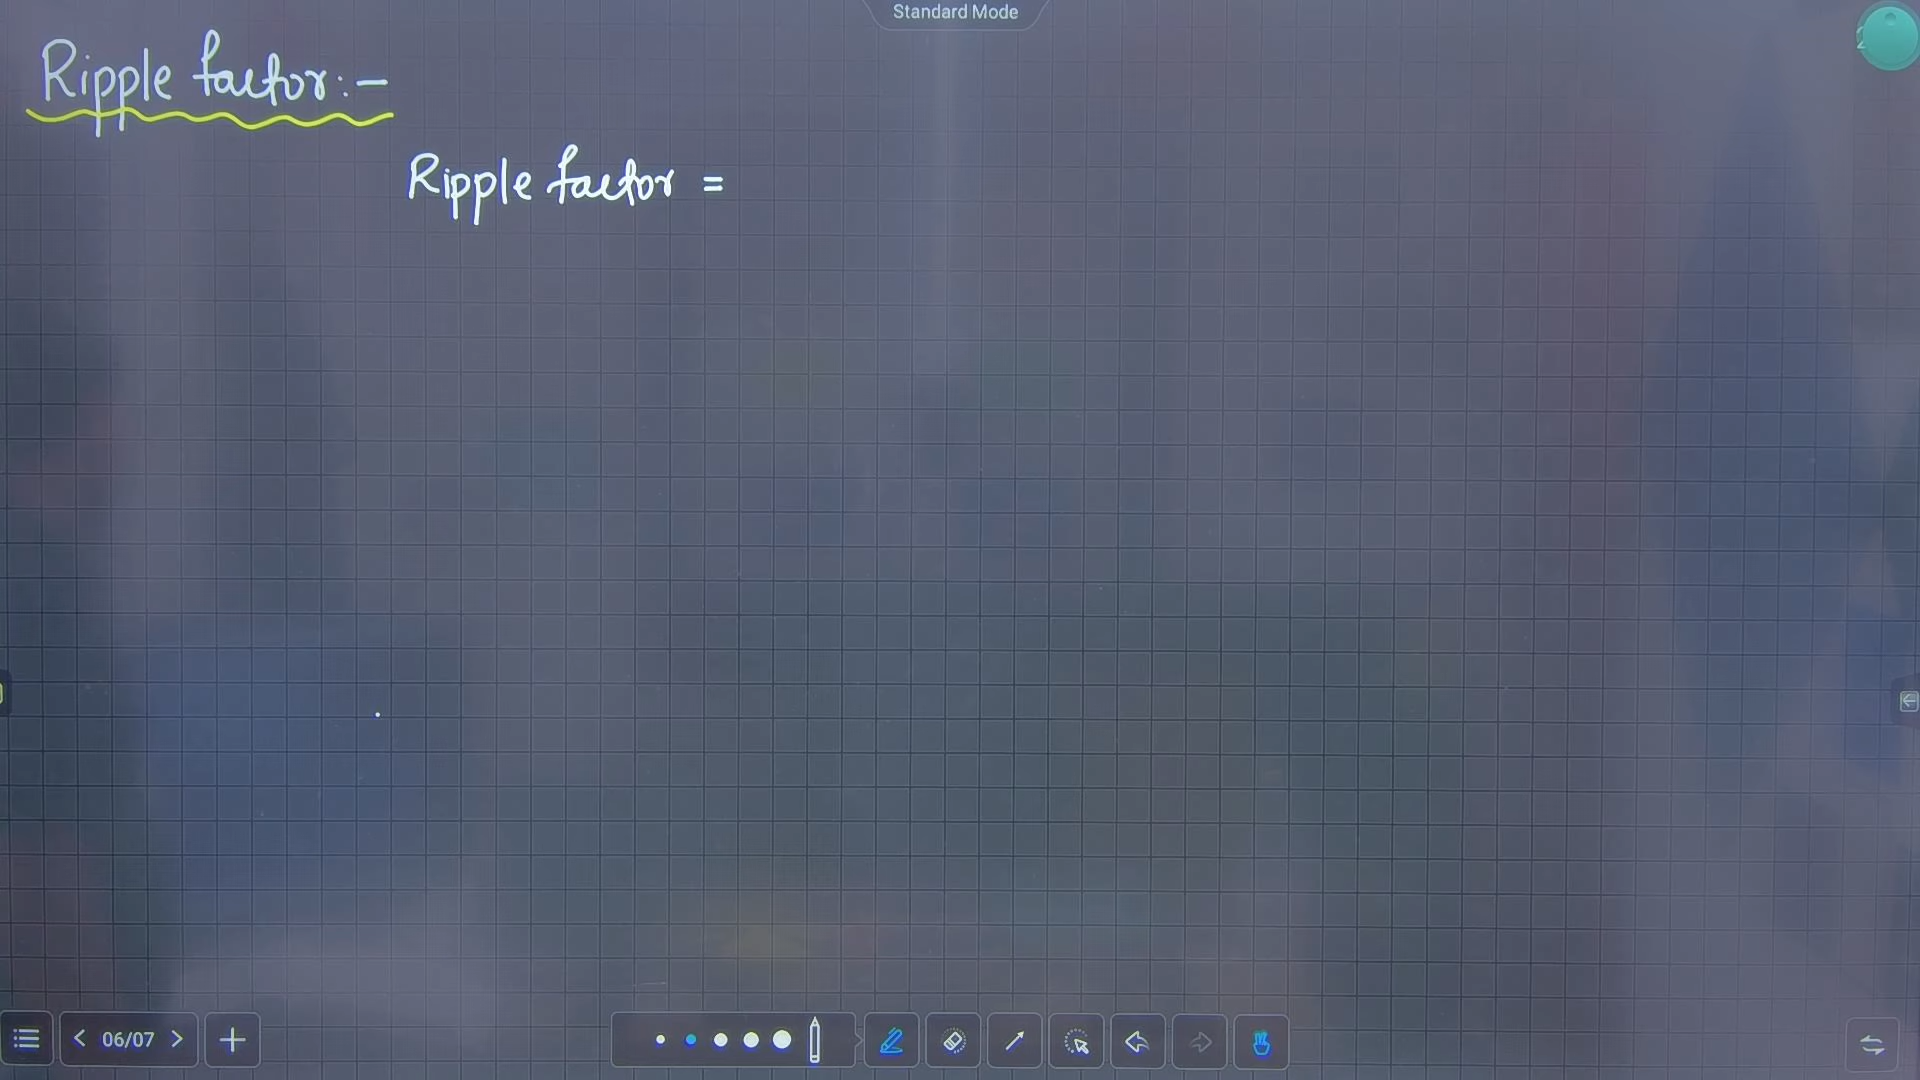 Standard Mode
Ripple factor:-
Ripple factor =
06/07